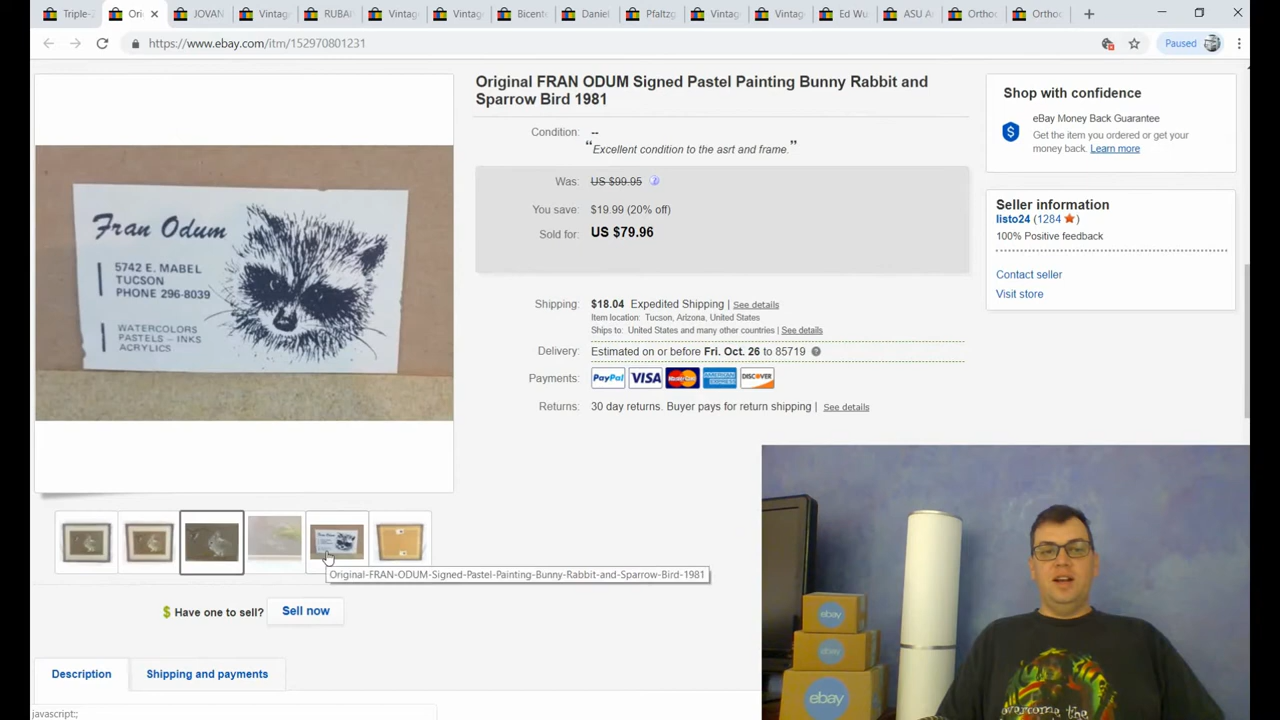 Triple-
Ori
JOVAN
Vintag
RUBAI
Vintag
Vintag
Bicent
Daniel
Pfaltzg
Vintag
Vintag
Ed Wu
ASU A
Ortho
Ortho
https://www.ebay.com/itm/152970801231
Paused
Original FRAN ODUM Signed Pastel Painting Bunny Rabbit and
Sparrow Bird 1981
Condition: --
"Excellent condition to the asrt and frame."
Was: US $99.95
You save: $19.99 (20% off)
Sold for: US $79.96
Shipping: $18.04 Expedited Shipping | See details
Item location: Tucson, Arizona, United States
Ships to: United States and many other countries | See details
Delivery: Estimated on or before Fri. Oct. 26 to 85719
Payments: PayPal VISA MasterCard AMERICAN EXPRESS DISCOVER
Returns: 30 day returns. Buyer pays for return shipping | See details
Shop with confidence
eBay Money Back Guarantee
Get the item you ordered or get your
money back. Learn more
Seller information
listo24 (1284 )
100% Positive feedback
Contact seller
Visit store
Fran Odum
5742 E. MABEL
TUCSON
PHONE 296-8039
WATERCOLORS
PASTELS – INKS
ACRYLICS
Original-FRAN-ODUM-Signed-Pastel-Painting-Bunny-Rabbit-and-Sparrow-Bird-1981
Have one to sell? Sell now
Description
Shipping and payments
javascript:;
ebay
ebay
ebay
overcome the